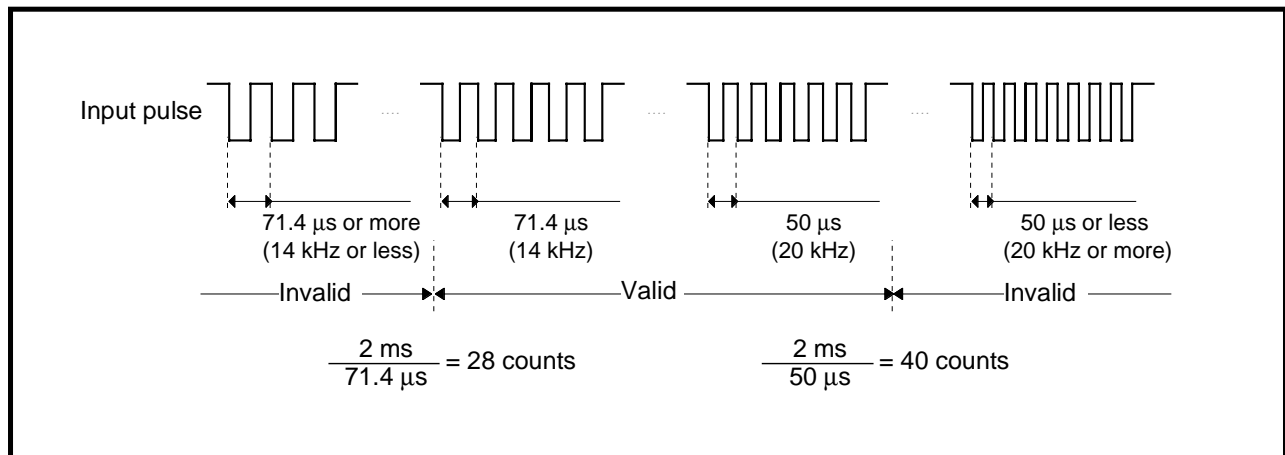 Input pulse
.... .... ....
71.4 μs or more
(14 kHz or less)
71.4 μs
(14 kHz)
50 μs
(20 kHz)
50 μs or less
(20 kHz or more)
Invalid Valid Invalid
2 ms
71.4 μs
= 28 counts
2 ms
50 μs
= 40 counts